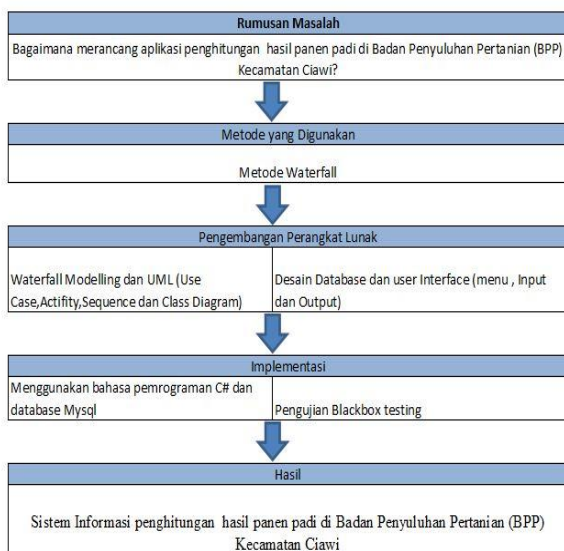 Rumusan Masalah
Bagaimana merancang aplikasi penghitungan hasil panen padi di Badan Penyuluhan Pertanian (BPP)
Kecamatan Ciawi?
Metode yang Digunakan
Metode Waterfall
Pengembangan Perangkat Lunak
Waterfall Modelling dan UML (Use
Case,Actifity,Sequence dan Class Diagram)
Desain Database dan user Interface (menu , Input
dan Output)
Implementasi
Menggunakan bahasa pemrograman C# dan
database Mysql
Pengujian Blackbox testing
Hasil
Sistem Informasi penghitungan hasil panen padi di Badan Penyuluhan Pertanian (BPP)
Kecamatan Ciawi